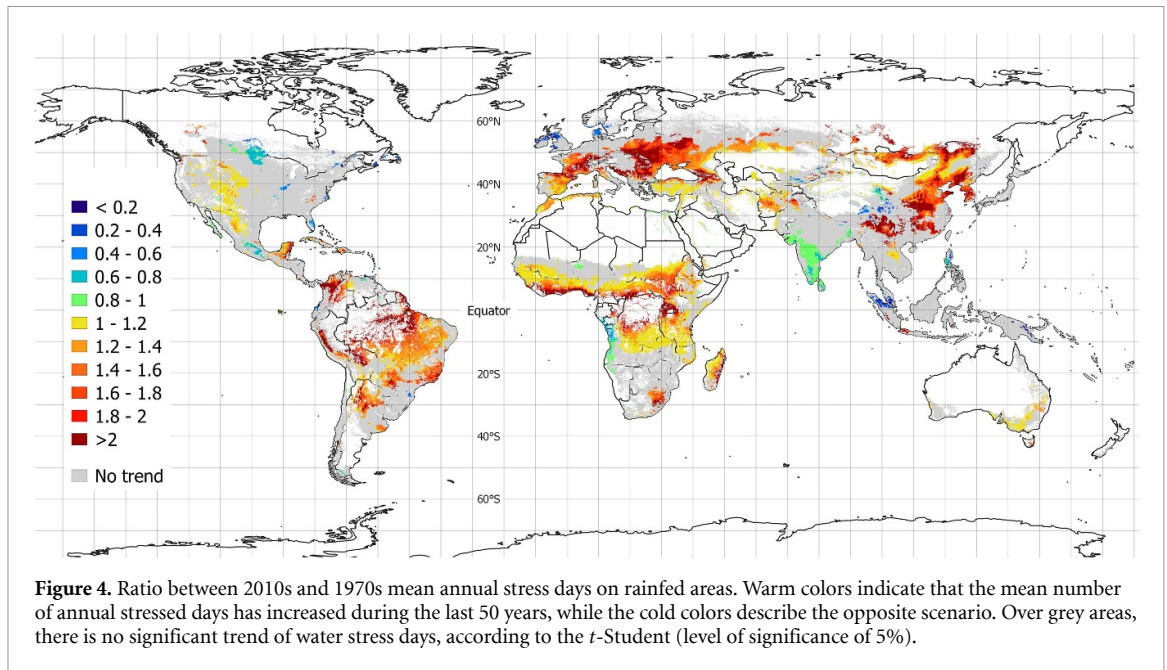 60°N
40°N
20°N
Equator
20°S
40°S
60°S
< 0.2
0.2 - 0.4
0.4 - 0.6
0.6 - 0.8
0.8 - 1
1 - 1.2
1.2 - 1.4
1.4 - 1.6
1.6 - 1.8
1.8 - 2
>2
No trend
Figure 4. Ratio between 2010s and 1970s mean annual stress days on rainfed areas. Warm colors indicate that the mean number
of annual stressed days has increased during the last 50 years, while the cold colors describe the opposite scenario. Over grey areas,
there is no significant trend of water stress days, according to the t-Student (level of significance of 5%).